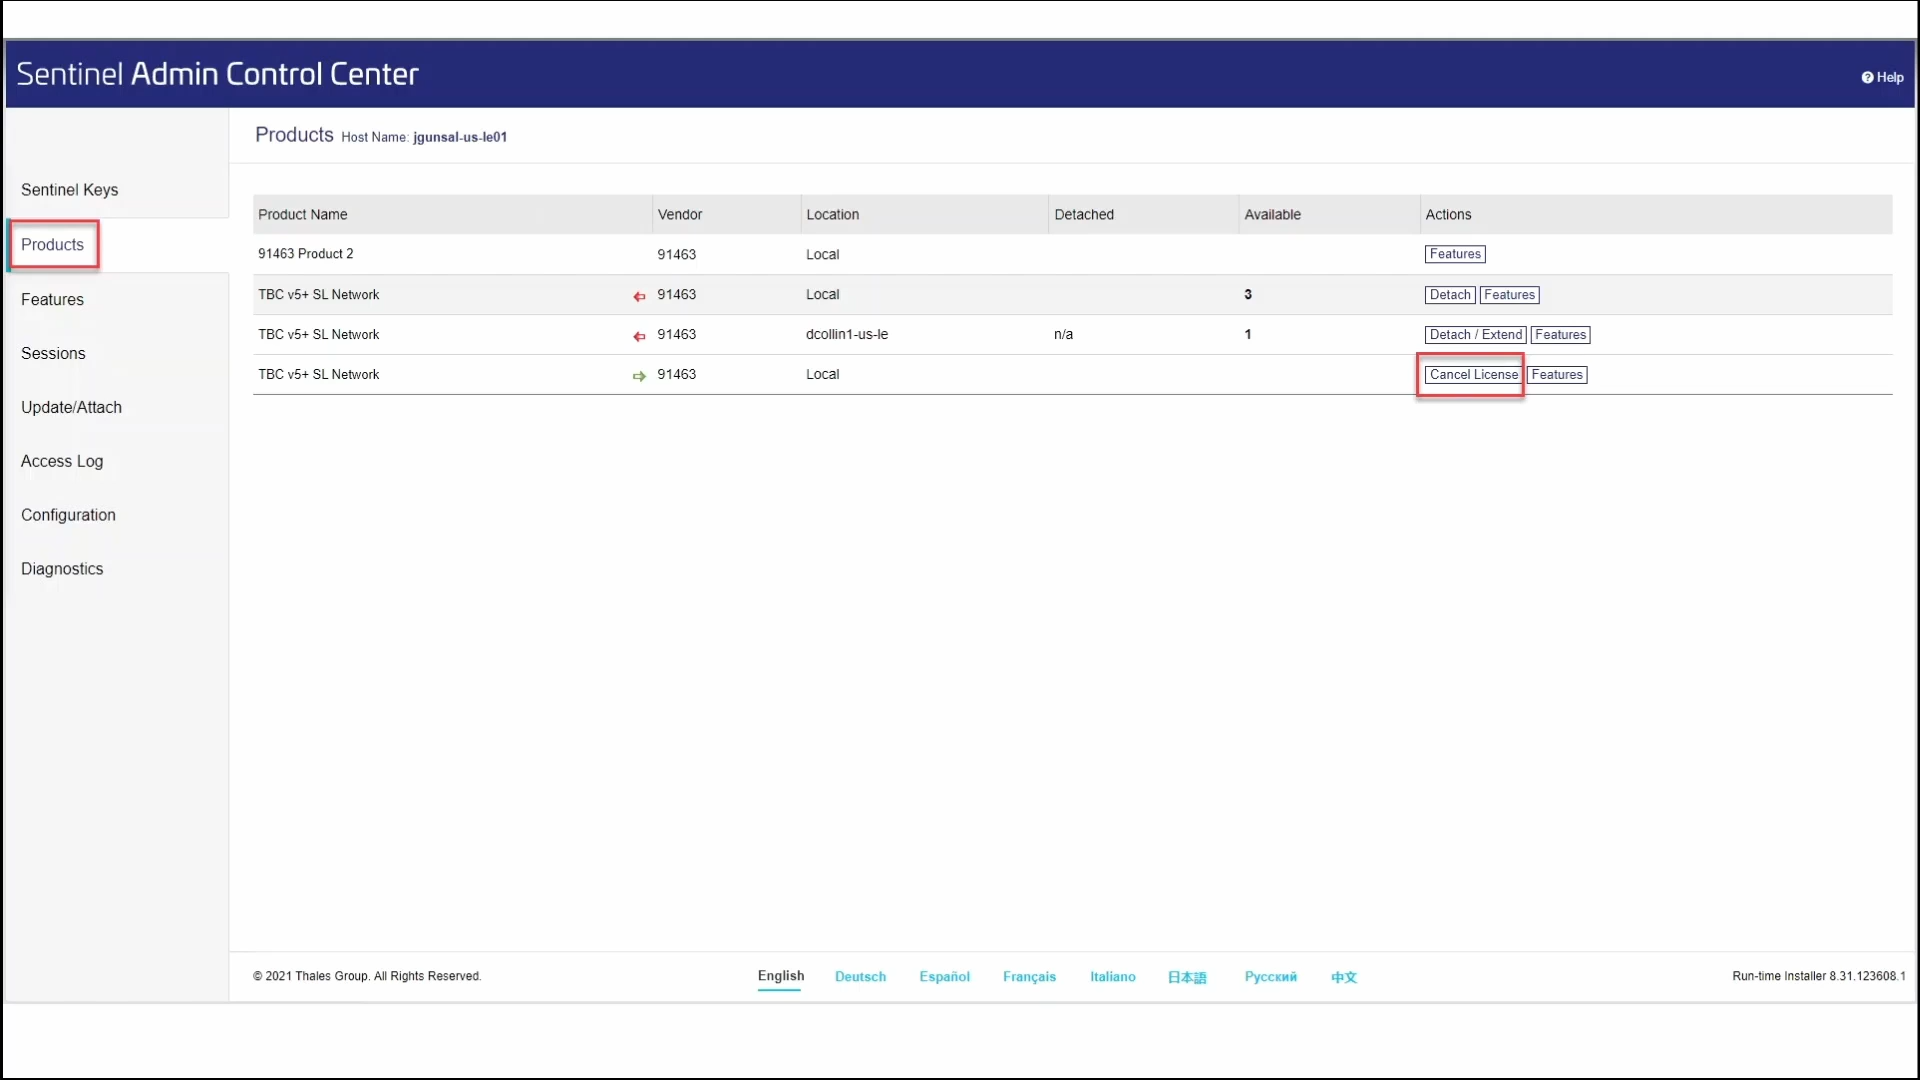 Sentinel Admin Control Center
Help
Products Host Name: jgunsal-us-le01
Sentinel Keys
Products
Features
Sessions
Update/Attach
Access Log
Configuration
Diagnostics
Product Name Vendor Location Detached Available Actions
91463 Product 2 91463 Local Features
TBC v5+ SL Network 91463 Local 3 Detach Features
TBC v5+ SL Network 91463 dcollin1-us-le n/a 1 Detach / Extend Features
TBC v5+ SL Network 91463 Local Cancel License Features
© 2021 Thales Group. All Rights Reserved.
English Deutsch Español Français Italiano 日本語 Русский 中文
Run-time Installer 8.31.123608.1